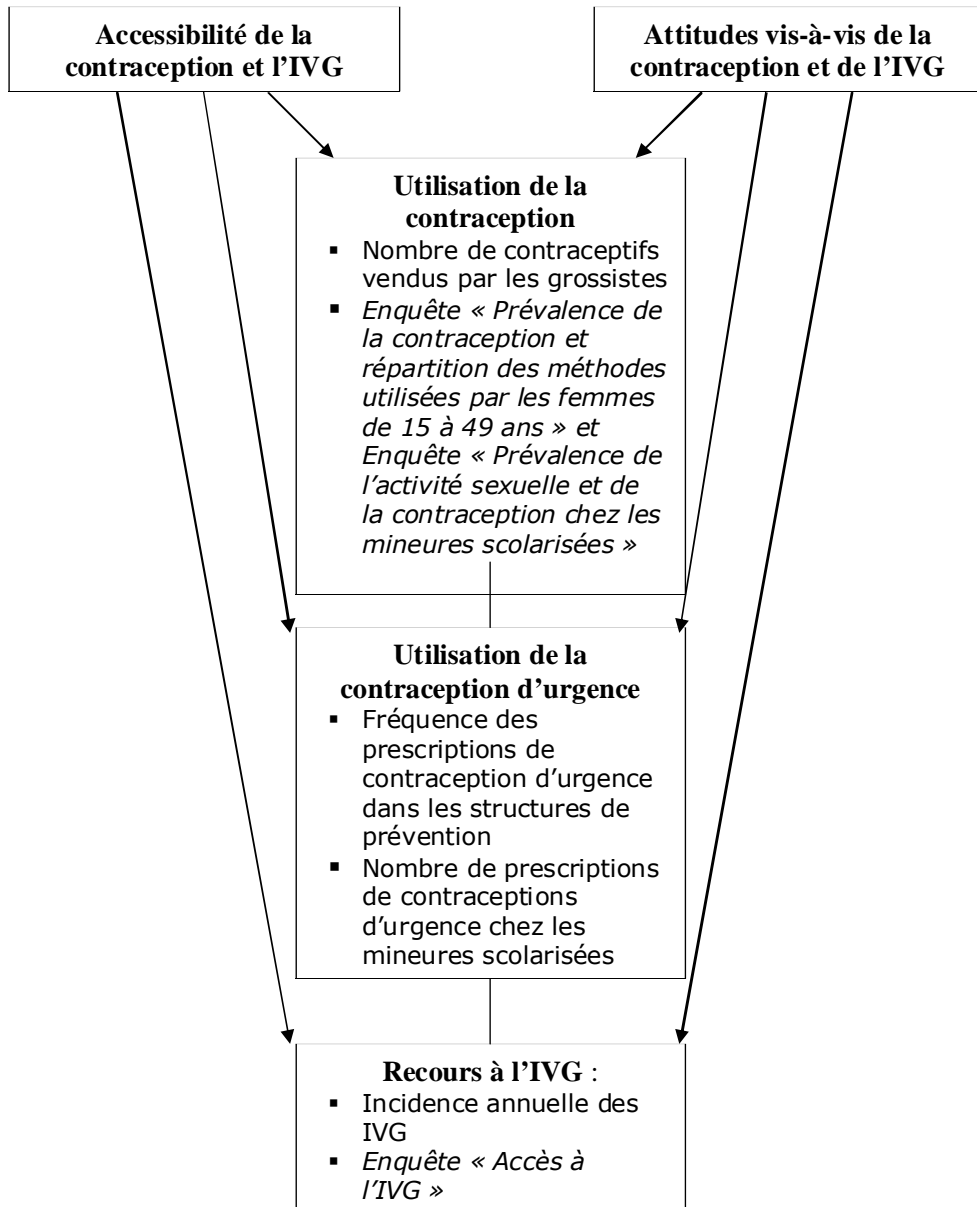 Accessibilité de la
contraception et l’IVG
Attitudes vis-à-vis de la
contraception et de l’IVG
Utilisation de la
contraception
▪ Nombre de contraceptifs
vendus par les grossistes
▪ Enquête « Prévalence de
la contraception et
répartition des méthodes
utilisées par les femmes
de 15 à 49 ans » et
Enquête « Prévalence de
l’activité sexuelle et de
la contraception chez les
mineures scolarisées »
Utilisation de la
contraception d’urgence
▪ Fréquence des
prescriptions de
contraception d’urgence
dans les structures de
prévention
▪ Nombre de prescriptions
de contraceptions
d’urgence chez les
mineures scolarisées
Recours à l’IVG :
▪ Incidence annuelle des
IVG
▪ Enquête « Accès à
l’IVG »